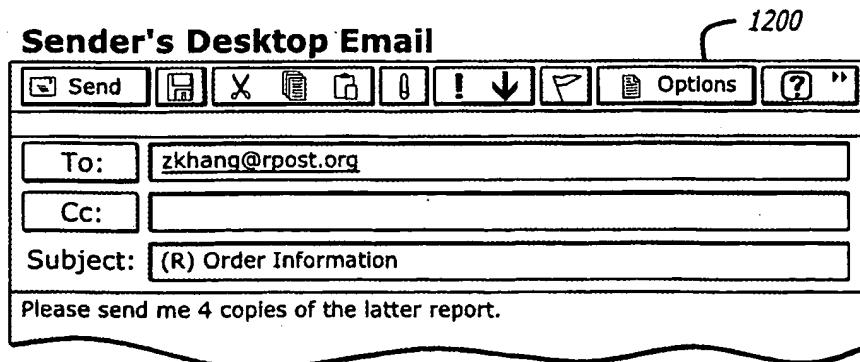 1200
Sender's Desktop Email
Send ! Options ? "
To: zkhang@rpost.org
Cc:
Subject: (R) Order Information
Please send me 4 copies of the latter report.